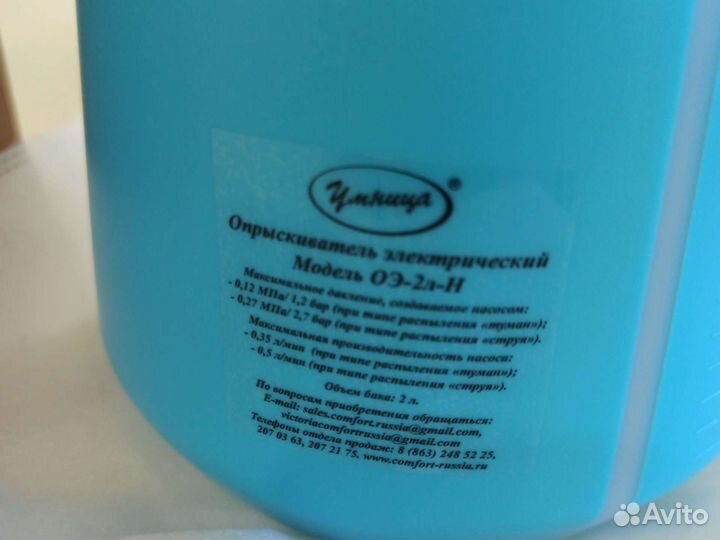 Умница ®
Опрыскиватель электрический
Модель ОЭ-2л-Н
Максимальное давление, создаваемое насосом:
- 0,12 МПа/ 1,2 бар (при типе распыления «туман»);
- 0,27 МПа/ 2,7 бар (при типе распыления «струя»).
Максимальная производительность насоса:
- 0,35 л/мин (при типе распыления «туман»);
- 0,5 л/мин (при типе распыления «струя»).
Объем бака: 2 л.
По вопросам приобретения обращаться:
E-mail: sales.comfort.russia@gmail.com,
victoriacomfortrussia@gmail.com
Телефоны отдела продаж: 8 (863) 248 52 25,
207 03 63, 207 21 75. www.comfort-russia.ru
Avito